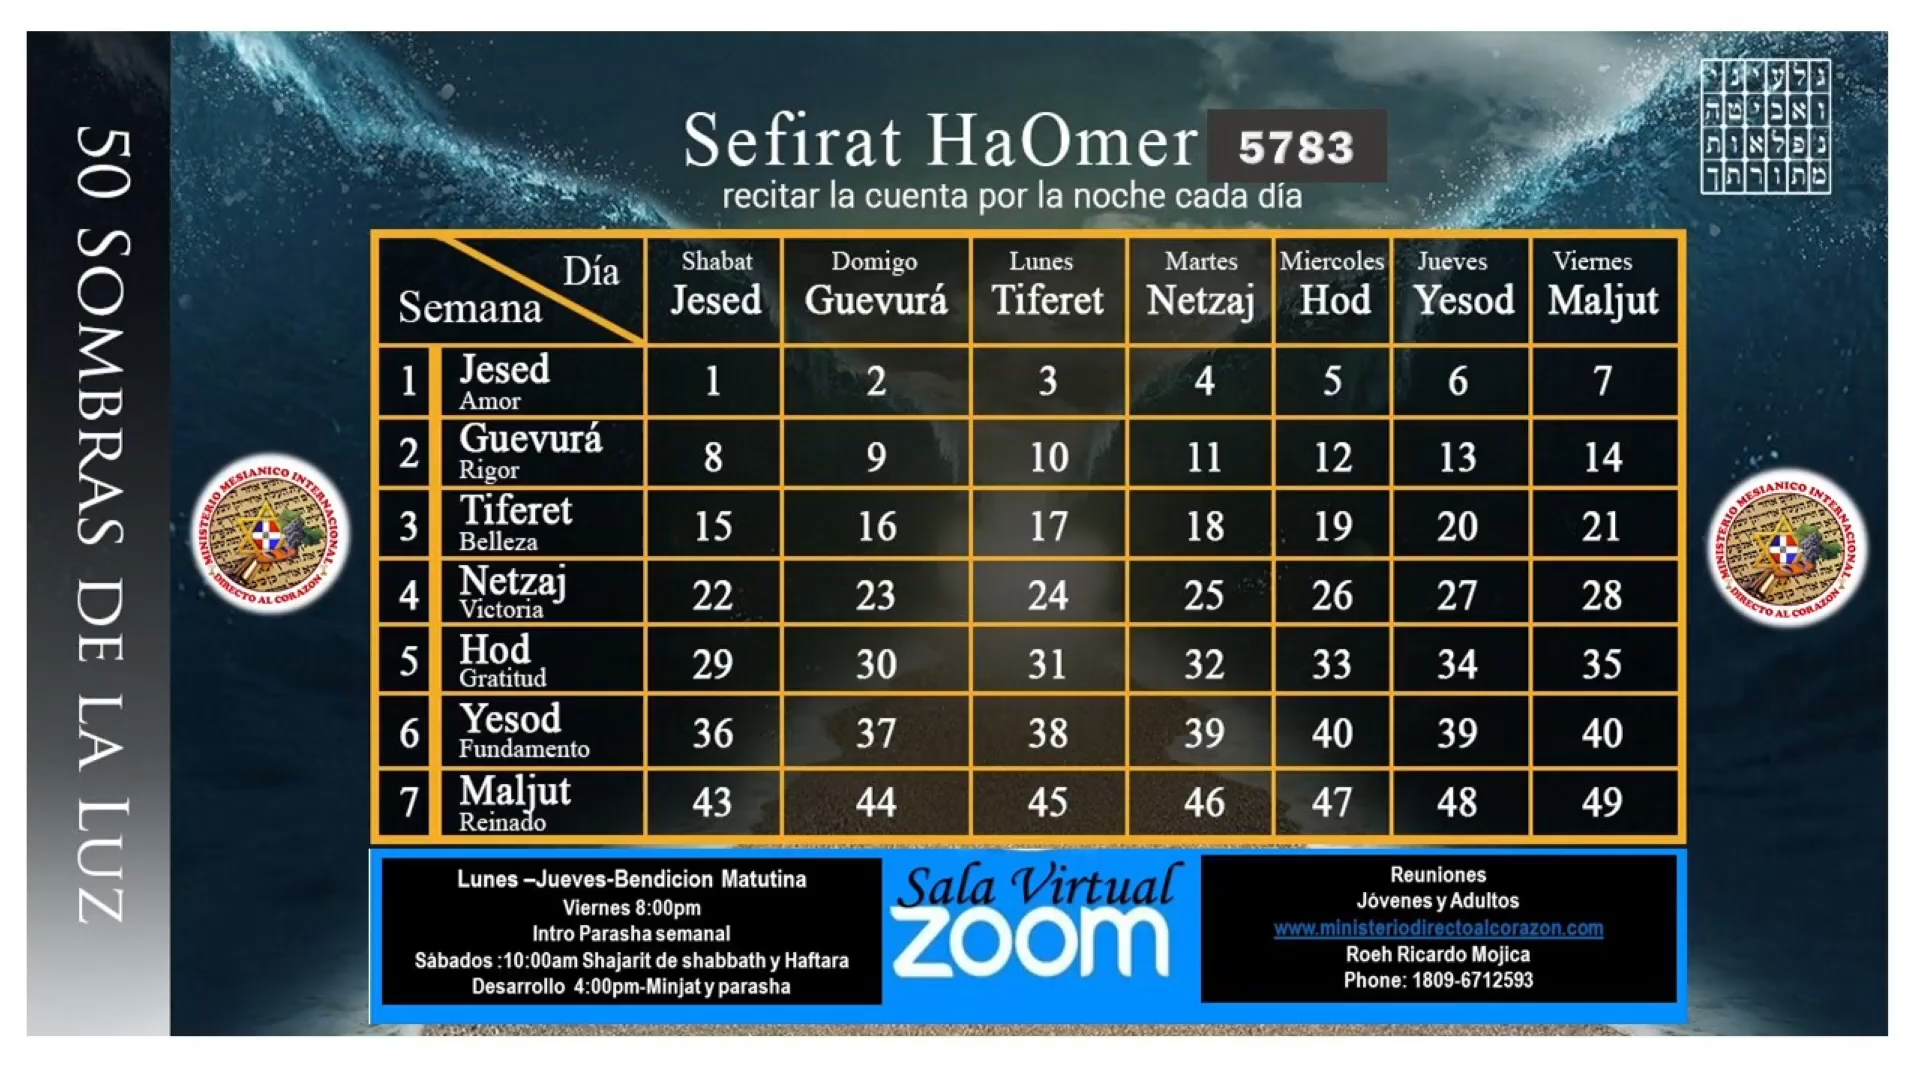 50 SOMBRAS DE LA LUZ
Sefirat HaOmer 5783
recitar la cuenta por la noche cada día
גלעיני
ואביטה
נפלאות
מתורתך
Día
Semana
Shabat Domigo Lunes Martes Miercoles Jueves Viernes
Jesed Guevurá Tiferet Netzaj Hod Yesod Maljut
1 Jesed 1 2 3 4 5 6 7
Amor
2 Guevurá 8 9 10 11 12 13 14
Rigor
3 Tiferet 15 16 17 18 19 20 21
Belleza
4 Netzaj 22 23 24 25 26 27 28
Victoria
5 Hod 29 30 31 32 33 34 35
Gratitud
6 Yesod 36 37 38 39 40 39 40
Fundamento
7 Maljut 43 44 45 46 47 48 49
Reinado
MINISTERIO MESIANICO INTERNACIONAL
DIRECTO AL CORAZON
MINISTERIO MESIANICO INTERNACIONAL
DIRECTO AL CORAZON
Lunes –Jueves-Bendicion Matutina
Viernes 8:00pm
Intro Parasha semanal
Sábados :10:00am Shajarit de shabbath y Haftara
Desarrollo 4:00pm-Minjat y parasha
Sala Virtual
zoom
Reuniones
Jóvenes y Adultos
www.ministeriodirectoalcorazon.com
Roeh Ricardo Mojica
Phone: 1809-6712593